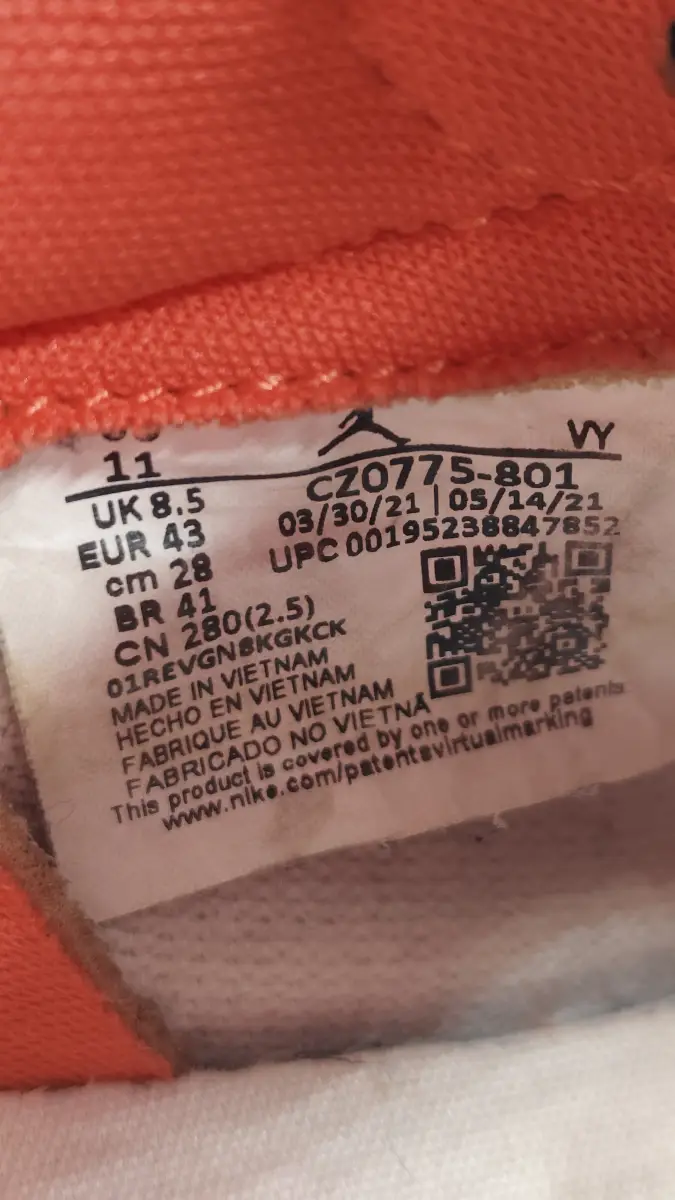 11
VY
UK 8.5
EUR 43
cm 28
BR 41
CN 280(2.5)
CZ0775-801
03/30/21 | 05/14/21
UPC 00195238847852
01REVGN8KGKCK
MADE IN VIETNAM
HECHO EN VIETNAM
FABRIQUE AU VIETNAM
FABRICADO NO VIETNÃ
This product is covered by one or more patents
www.nike.com/patentsvirtualmarking